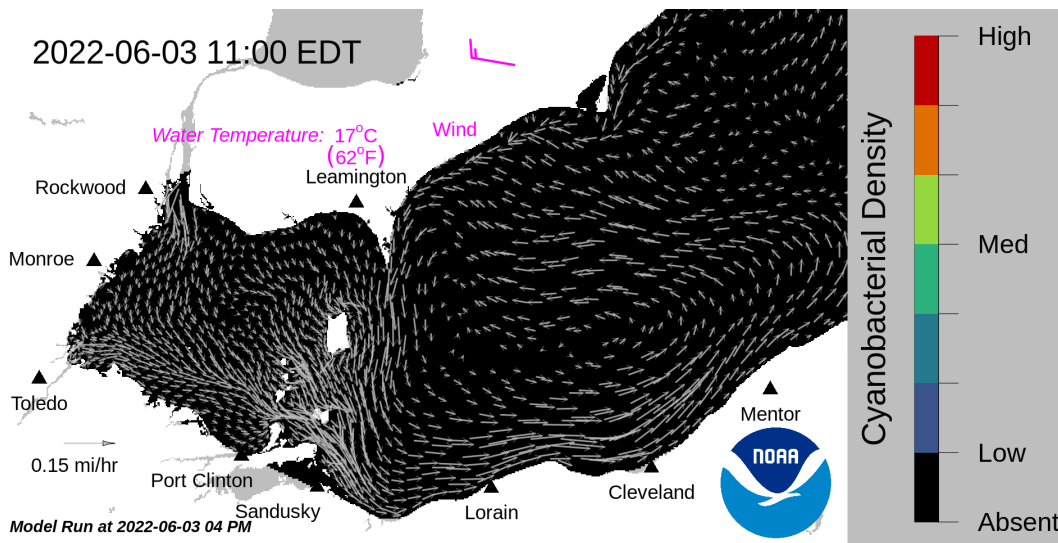 2022-06-03 11:00 EDT
Water Temperature: 17°C
(62°F)
Wind
Leamington
Rockwood
Monroe
Toledo
0.15 mi/hr
Port Clinton
Sandusky
Lorain
Cleveland
Mentor
NOAA
Model Run at 2022-06-03 04 PM
Cyanobacterial Density
High
Med
Low
Absent